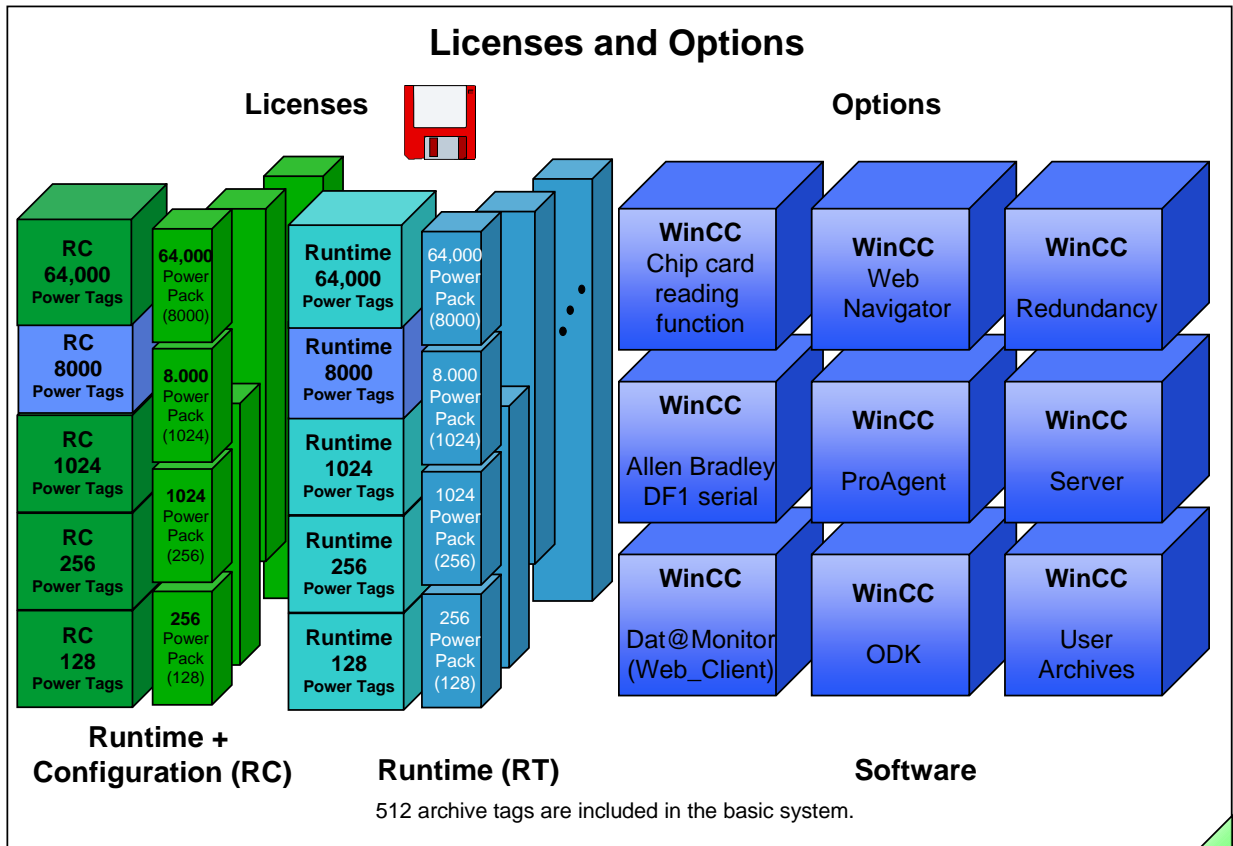 Licenses and Options
Licenses
Options
RC
64,000
Power Tags
RC
8000
Power Tags
RC
1024
Power Tags
RC
256
Power Tags
RC
128
Power Tags
64,000
Power
Pack
(8000)
8.000
Power
Pack
(1024)
1024
Power
Pack
(256)
256
Power
Pack
(128)
Runtime
64,000
Power Tags
Runtime
8000
Power Tags
Runtime
1024
Power Tags
Runtime
256
Power Tags
Runtime
128
Power Tags
64,000
Power
Pack
(8000)
8.000
Power
Pack
(1024)
1024
Power
Pack
(256)
256
Power
Pack
(128)
WinCC
Chip card
reading
function
WinCC
Web
Navigator
WinCC
Redundancy
WinCC
Allen Bradley
DF1 serial
WinCC
ProAgent
WinCC
Server
WinCC
Dat@Monitor
(Web_Client)
WinCC
ODK
WinCC
User
Archives
Runtime +
Configuration (RC)
Runtime (RT)
Software
512 archive tags are included in the basic system.